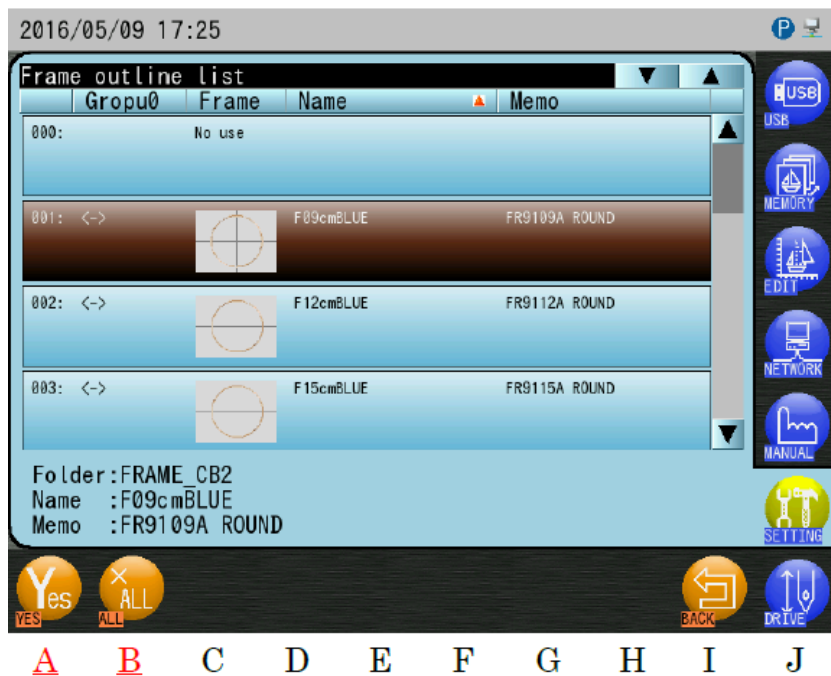 2016/05/09 17:25
P
Frame outline list
Gropu0 Frame Name Memo
000: No use
001: <-> F09cmBLUE FR9109A ROUND
002: <-> F12cmBLUE FR9112A ROUND
003: <-> F15cmBLUE FR9115A ROUND
Folder:FRAME_CB2
Name :F09cmBLUE
Memo :FR9109A ROUND
USB
USB
MEMORY
EDIT
NETWORK
MANUAL
SETTING
Yes
YES
ALL
ALL
BACK
DRIVE
A B C D E F G H I J